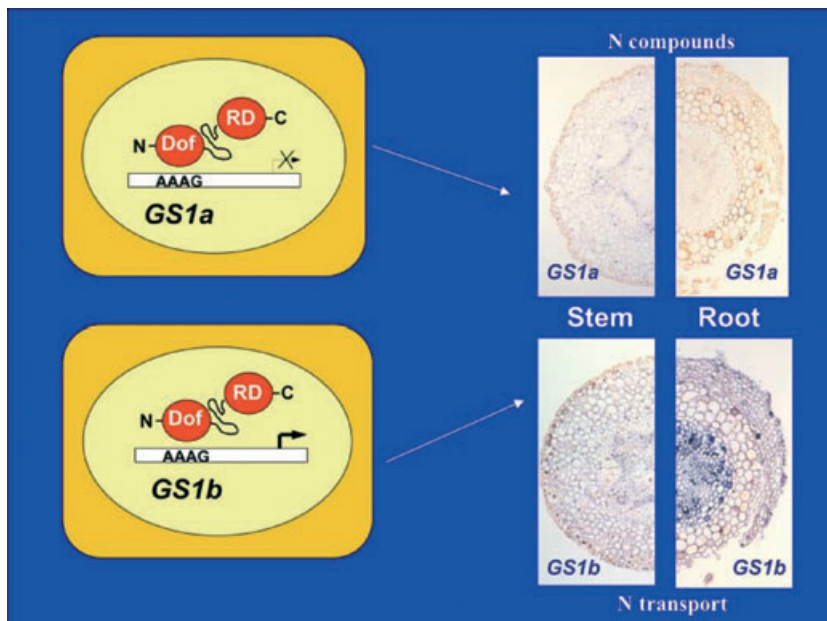 N compounds
RD-C
N-Dof
X
AAAG
GS1a
GS1a
GS1a
Stem Root
RD-C
N-Dof
AAAG
GS1b
GS1b
GS1b
N transport